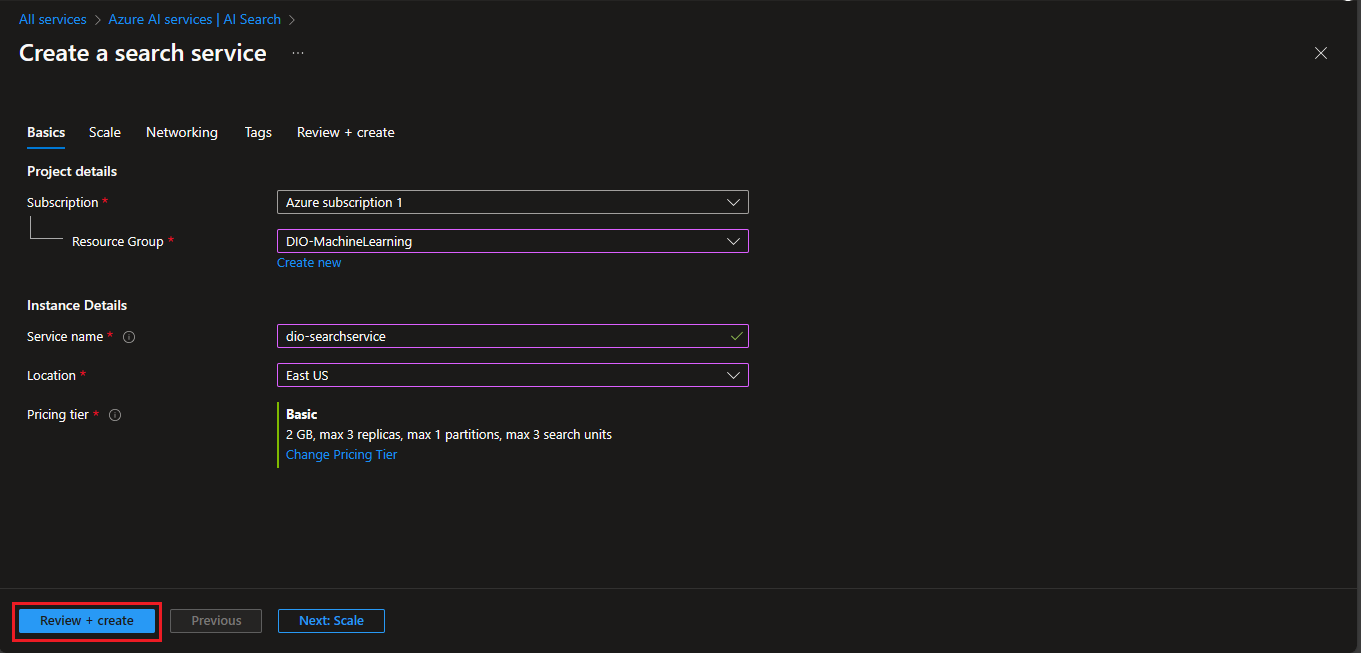 All services > Azure AI services | AI Search >
Create a search service ...
Basics Scale Networking Tags Review + create
Project details
Subscription * Azure subscription 1
Resource Group * DIO-MachineLearning
Create new
Instance Details
Service name * dio-searchservice
Location * East US
Pricing tier * Basic
2 GB, max 3 replicas, max 1 partitions, max 3 search units
Change Pricing Tier
Review + create Previous Next: Scale